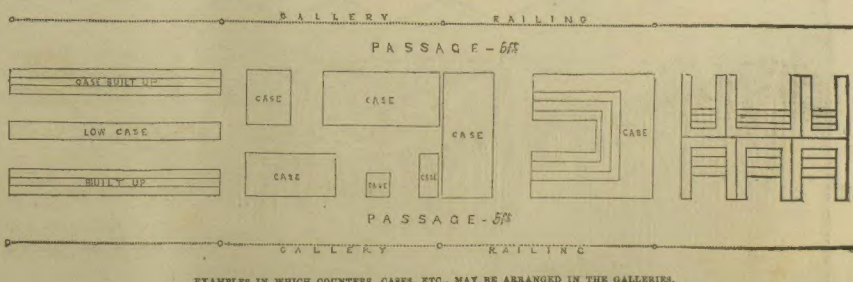 GALLERY RAILING
PASSAGE - 5ft
CASE BUILT UP
CASE
CASE
CASE
CASE
LOW CASE
BUILT UP
CASE
CASE
CASE
PASSAGE - 5ft
GALLERY RAILING
EXAMPLES IN WHICH COUNTERS, CASES, ETC., MAY BE ARRANGED IN THE GALLERIES.